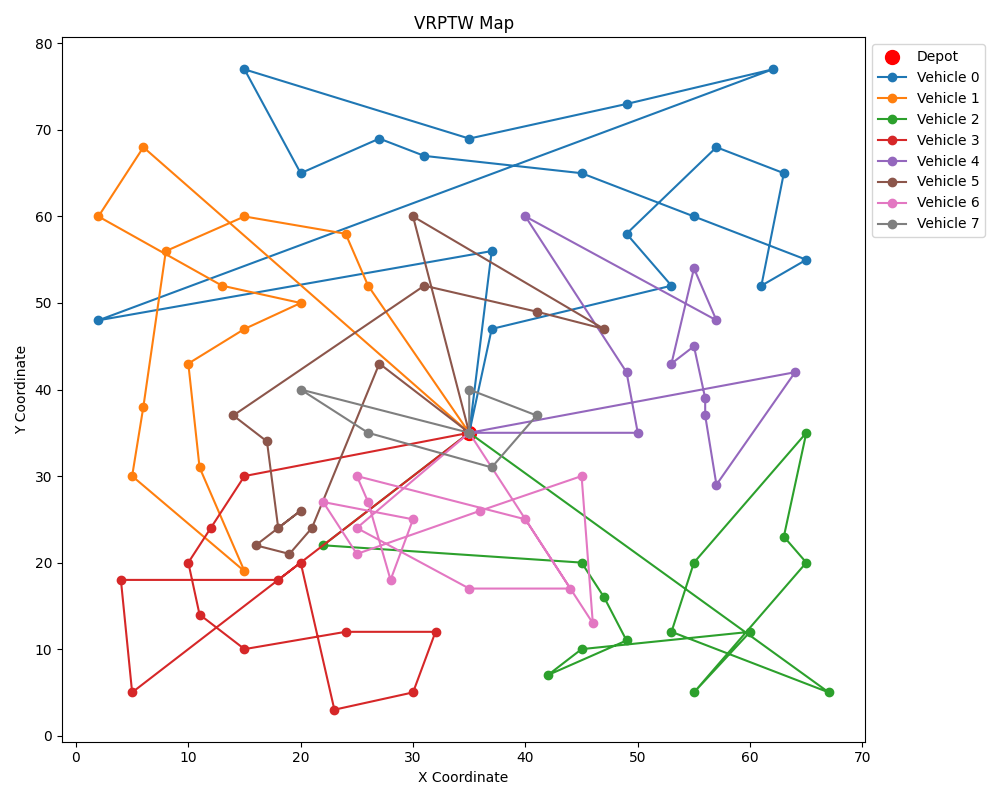 VRPTW Map
80
70
60
50
40
30
20
10
0
Y Coordinate
0 10 20 30 40 50 60 70
X Coordinate
Depot
Vehicle 0
Vehicle 1
Vehicle 2
Vehicle 3
Vehicle 4
Vehicle 5
Vehicle 6
Vehicle 7